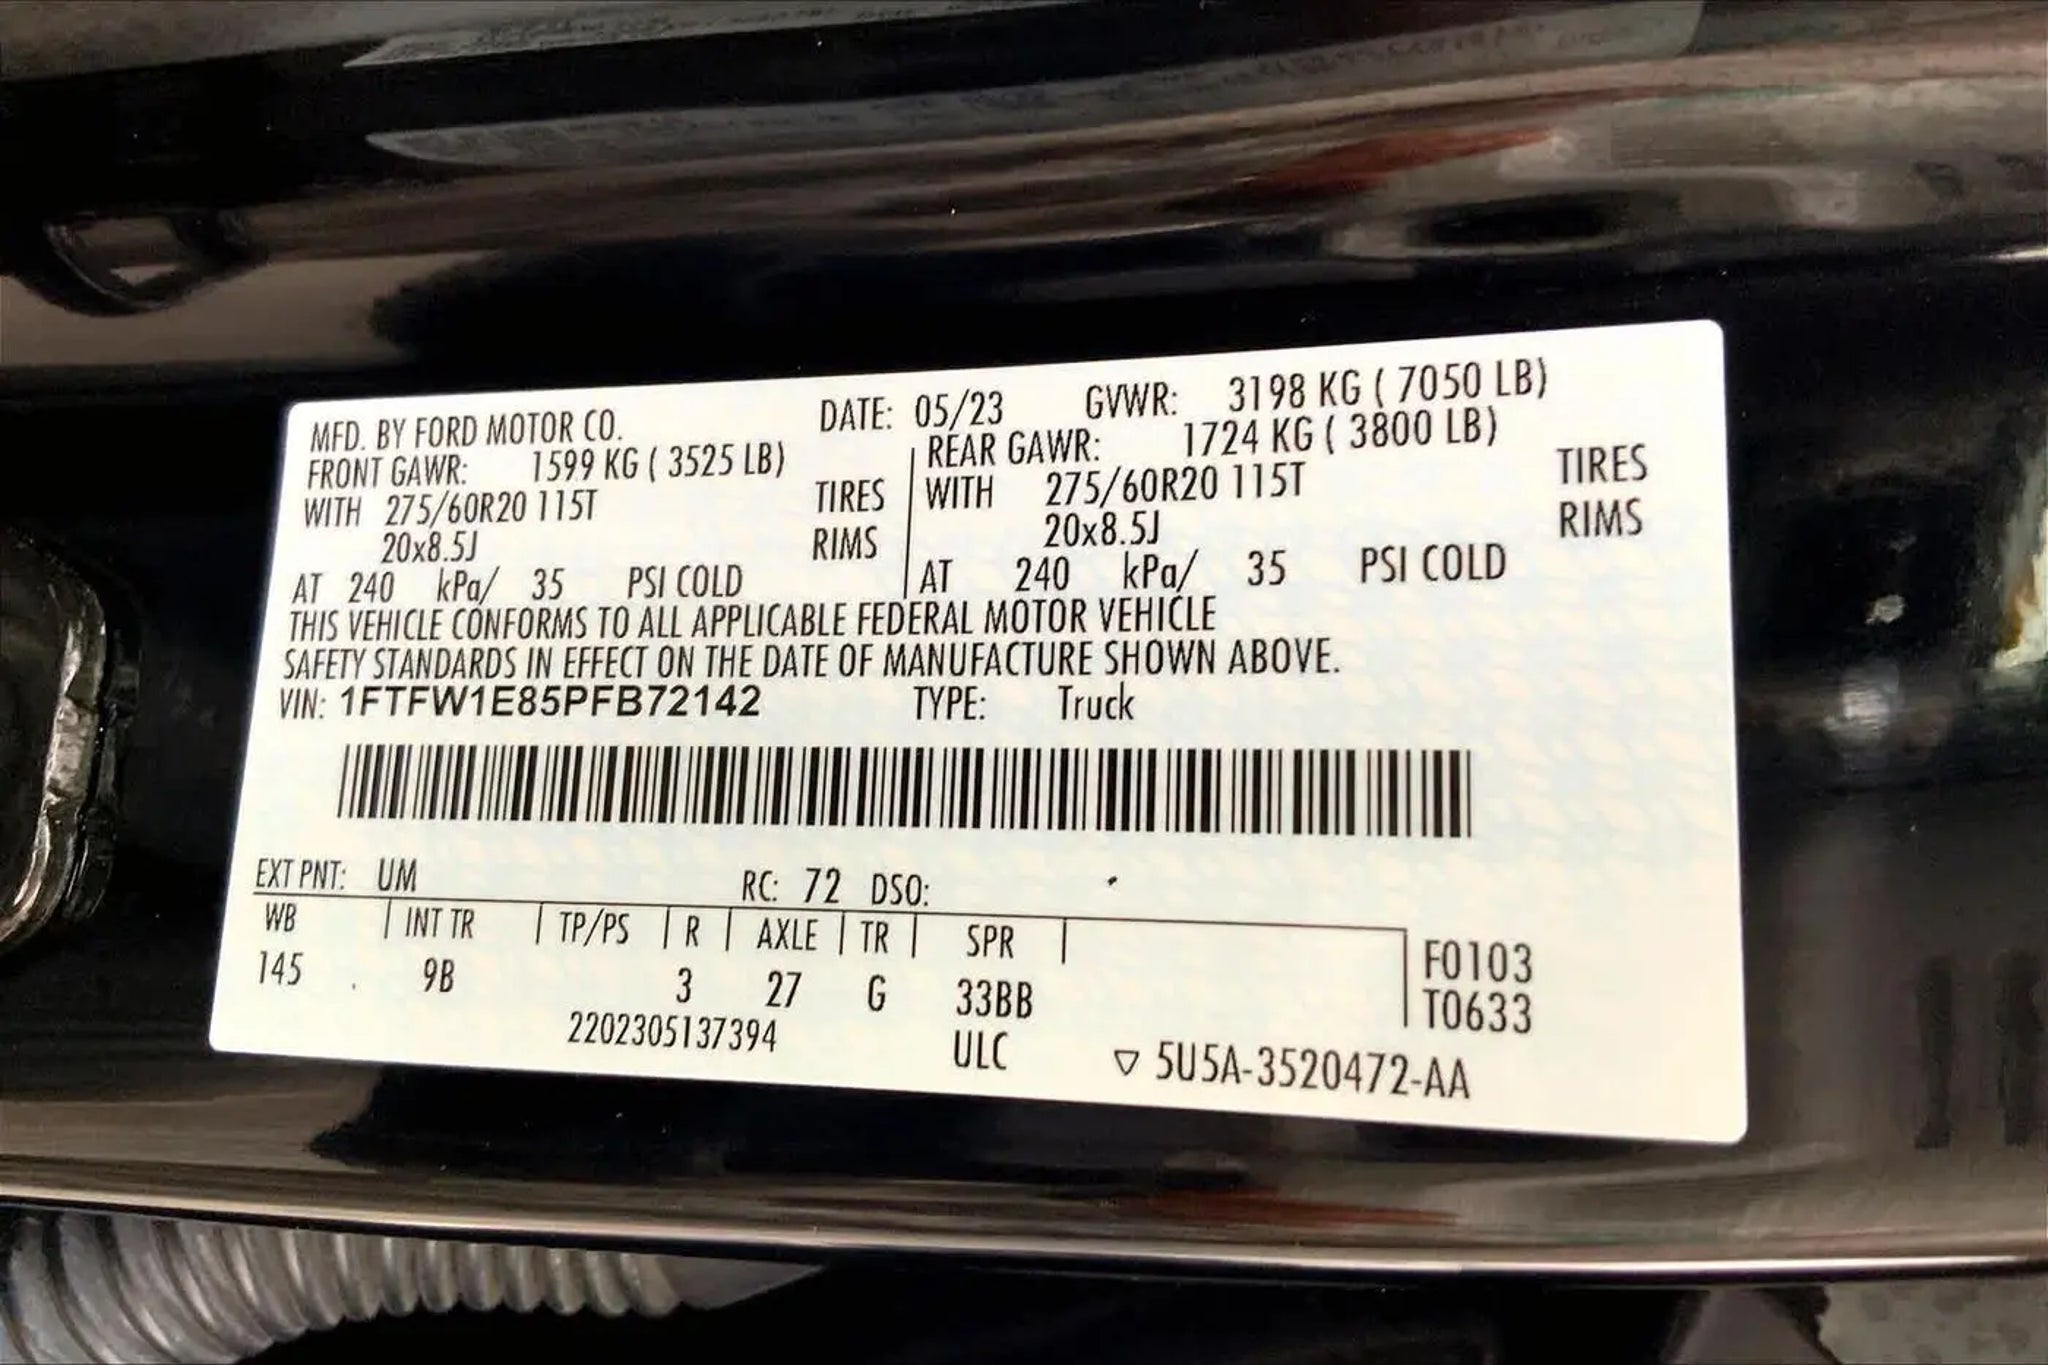 MFD. BY FORD MOTOR CO. DATE: 05/23 GVWR: 3198 KG ( 7050 LB)
FRONT GAWR: 1599 KG ( 3525 LB) REAR GAWR: 1724 KG ( 3800 LB)
WITH 275/60R20 115T TIRES WITH 275/60R20 115T TIRES
20x8.5J RIMS 20x8.5J RIMS
AT 240 kPa/ 35 PSI COLD AT 240 kPa/ 35 PSI COLD
THIS VEHICLE CONFORMS TO ALL APPLICABLE FEDERAL MOTOR VEHICLE
SAFETY STANDARDS IN EFFECT ON THE DATE OF MANUFACTURE SHOWN ABOVE.
VIN: 1FTFW1E85PFB72142 TYPE: Truck
EXT PNT: UM RC: 72 DSO:
WB INT TR TP/PS R AXLE TR SPR
145 9B 3 27 G 33BB
F0103
T0633
2202305137394 ULC ▽ 5U5A-3520472-AA